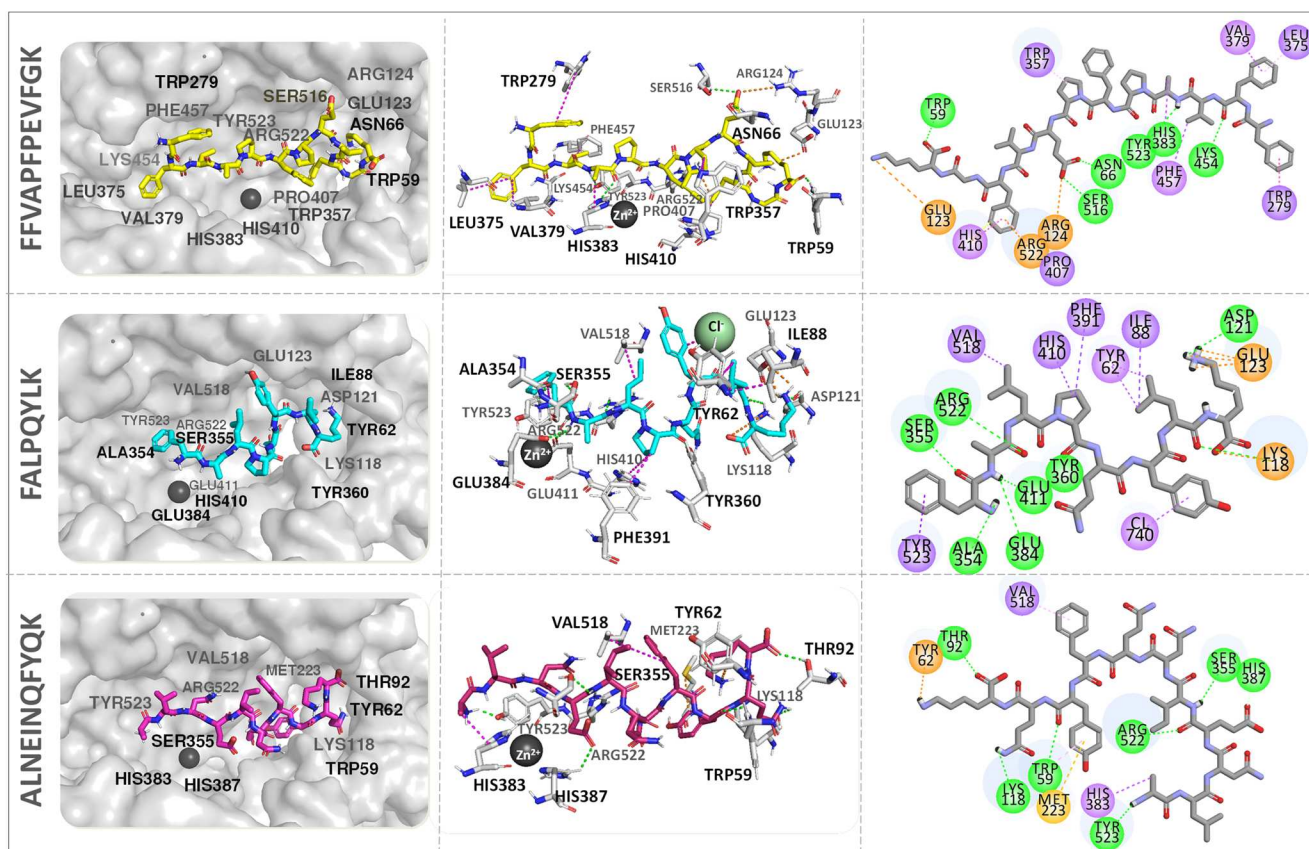 FFVAPFPEVFGK
TRP279
ARG124
SER516
GLU123
PHE457
TYR523
ASN66
ARG522
LYS454
TRP59
LEU375
PRO407
VAL379
TRP357
HIS410
HIS383
TRP279
SER516
ARG124
ASN66
PHE457
GLU123
LYS454
TYR523
ARG522
PRO407
TRP357
LEU375
Zn2+
VAL379
HIS383
HIS410
TRP59
VAL
379
LEU
375
TRP
357
TRP
59
HIS
383
TYR
523
LYS
454
ASN
66
PHE
457
TRP
279
SER
516
GLU
123
ARG
124
HIS
410
ARG
522
PRO
407
FALPQYLK
GLU123
ILE88
VAL518
ASP121
TYR523
ARG522
SER355
TYR62
ALA354
LYS118
GLU411
HIS410
TYR360
GLU384
Cl-
GLU123
VAL518
ILE88
ALA354
SER355
ASP121
TYR523
TYR62
ARG522
Zn2+
LYS118
HIS410
GLU384
GLU411
TYR360
PHE391
PHE
391
ILE
88
ASP
121
VAL
518
HIS
410
TYR
62
GLU
123
ARG
522
SER
355
LYS
118
TYR
360
GLU
411
CL
740
TYR
523
ALA
354
GLU
384
ALNEINQFYQK
VAL518
MET223
ARG522
THR92
TYR523
TYR62
SER355
LYS118
HIS383
HIS387
TRP59
TYR62
VAL518
MET223
THR92
SER355
LYS118
TYR523
Zn2+
ARG522
TRP59
HIS383
HIS387
VAL
518
THR
92
TYR
62
SER
355
HIS
387
ARG
522
TRP
59
LYS
118
MET
223
HIS
383
TYR
523